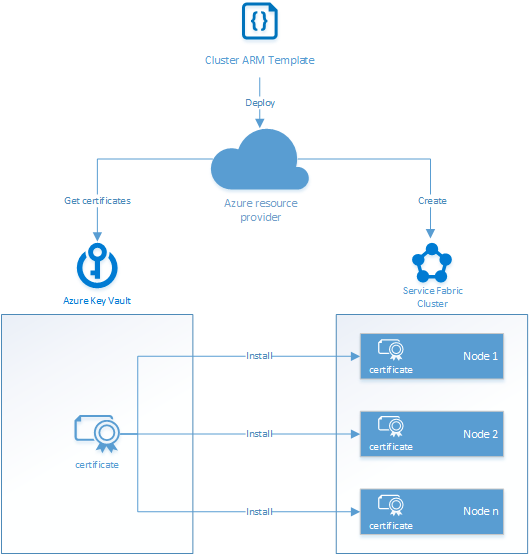 Cluster ARM Template
Deploy
Azure resource
provider
Get certificates
Create
Azure Key Vault
Service Fabric
Cluster
certificate
Install
Install
Install
certificate
Node 1
certificate
Node 2
certificate
Node n